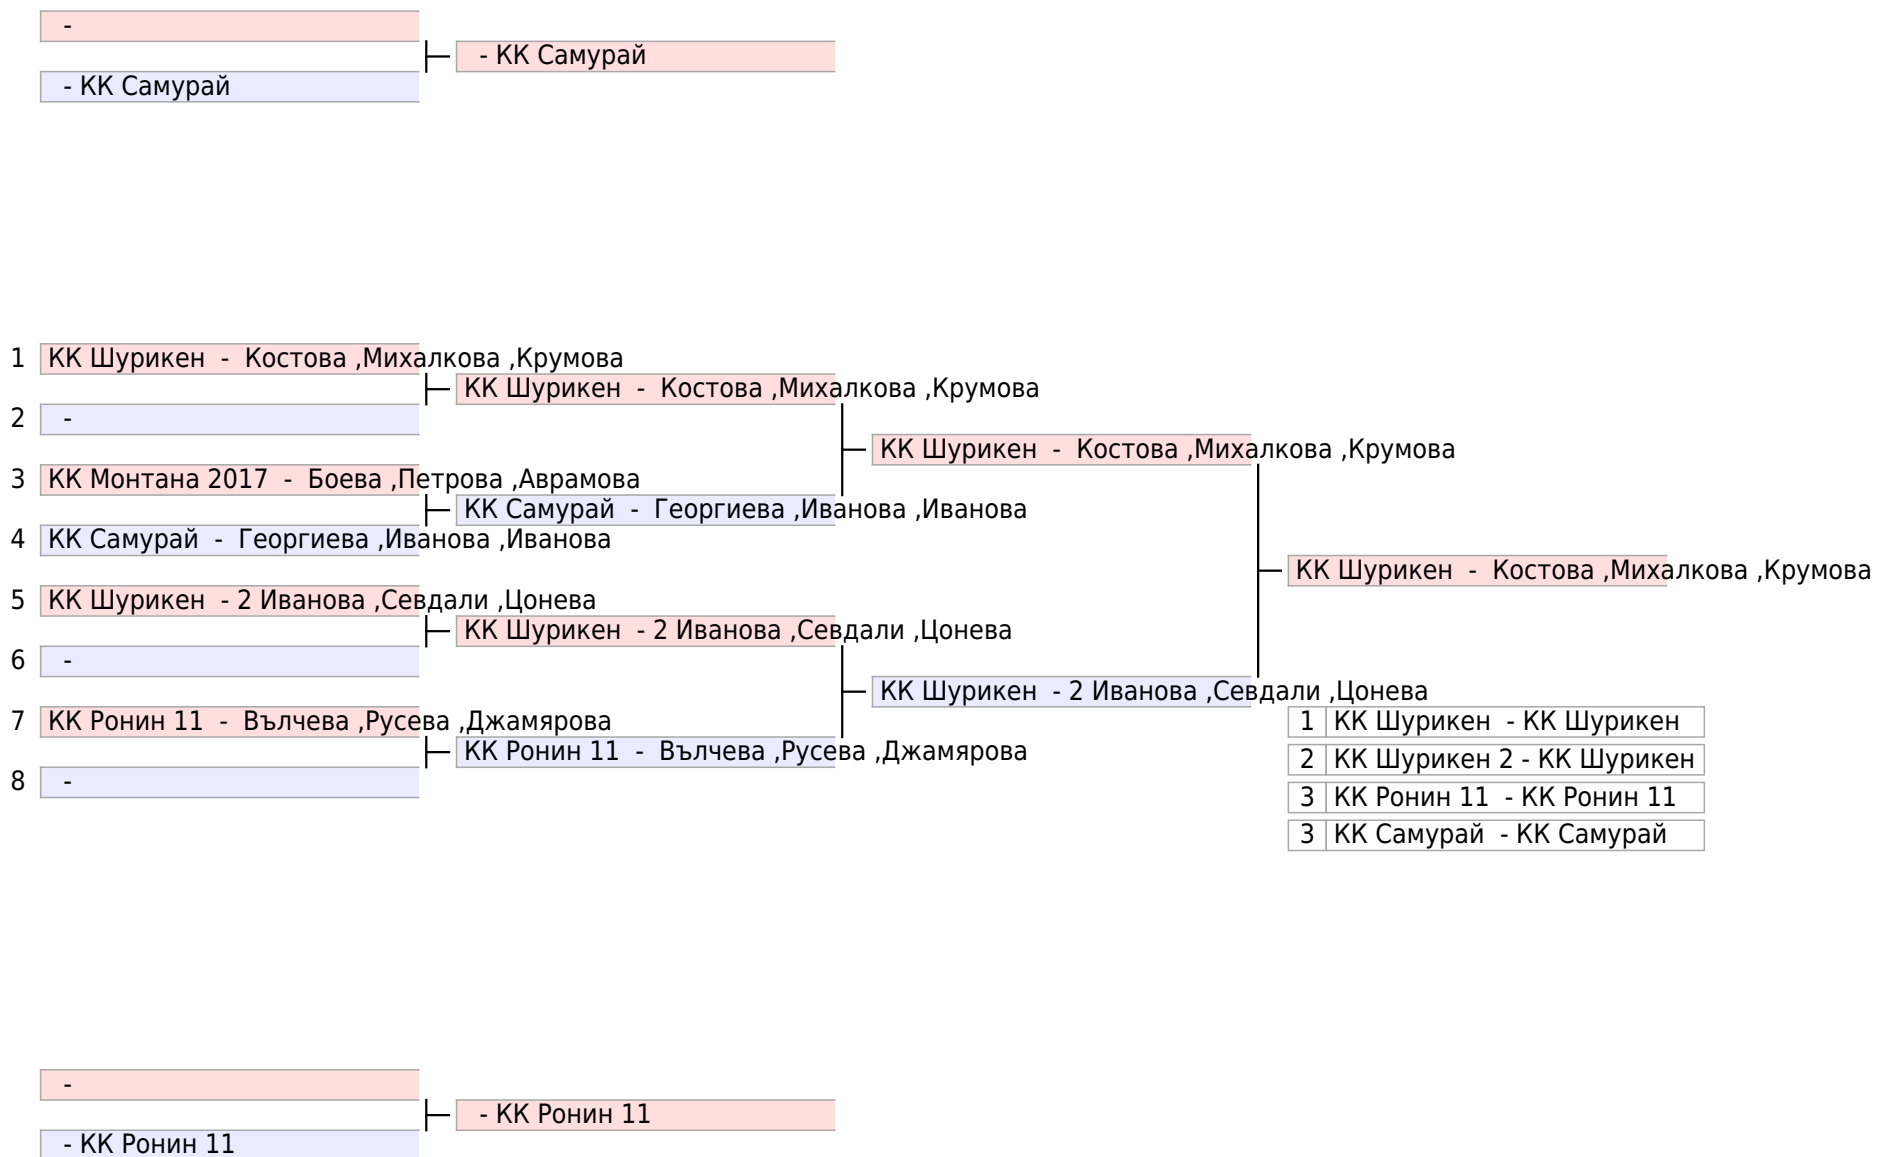 -
- КК Самурай
- КК Самурай
1 КК Шурикен - Костова ,Михалкова ,Крумова
КК Шурикен - Костова ,Михалкова ,Крумова
2 -
КК Шурикен - Костова ,Михалкова ,Крумова
3 КК Монтана 2017 - Боева ,Петрова ,Аврамова
КК Самурай - Георгиева ,Иванова ,Иванова
4 КК Самурай - Георгиева ,Иванова ,Иванова
КК Шурикен - Костова ,Михалкова ,Крумова
5 КК Шурикен - 2 Иванова ,Севдали ,Цонева
КК Шурикен - 2 Иванова ,Севдали ,Цонева
6 -
КК Шурикен - 2 Иванова ,Севдали ,Цонева
7 КК Ронин 11 - Вълчева ,Русева ,Джамярова
КК Ронин 11 - Вълчева ,Русева ,Джамярова
8 -
1 КК Шурикен - КК Шурикен
2 КК Шурикен 2 - КК Шурикен
3 КК Ронин 11 - КК Ронин 11
3 КК Самурай - КК Самурай
-
- КК Ронин 11
- КК Ронин 11